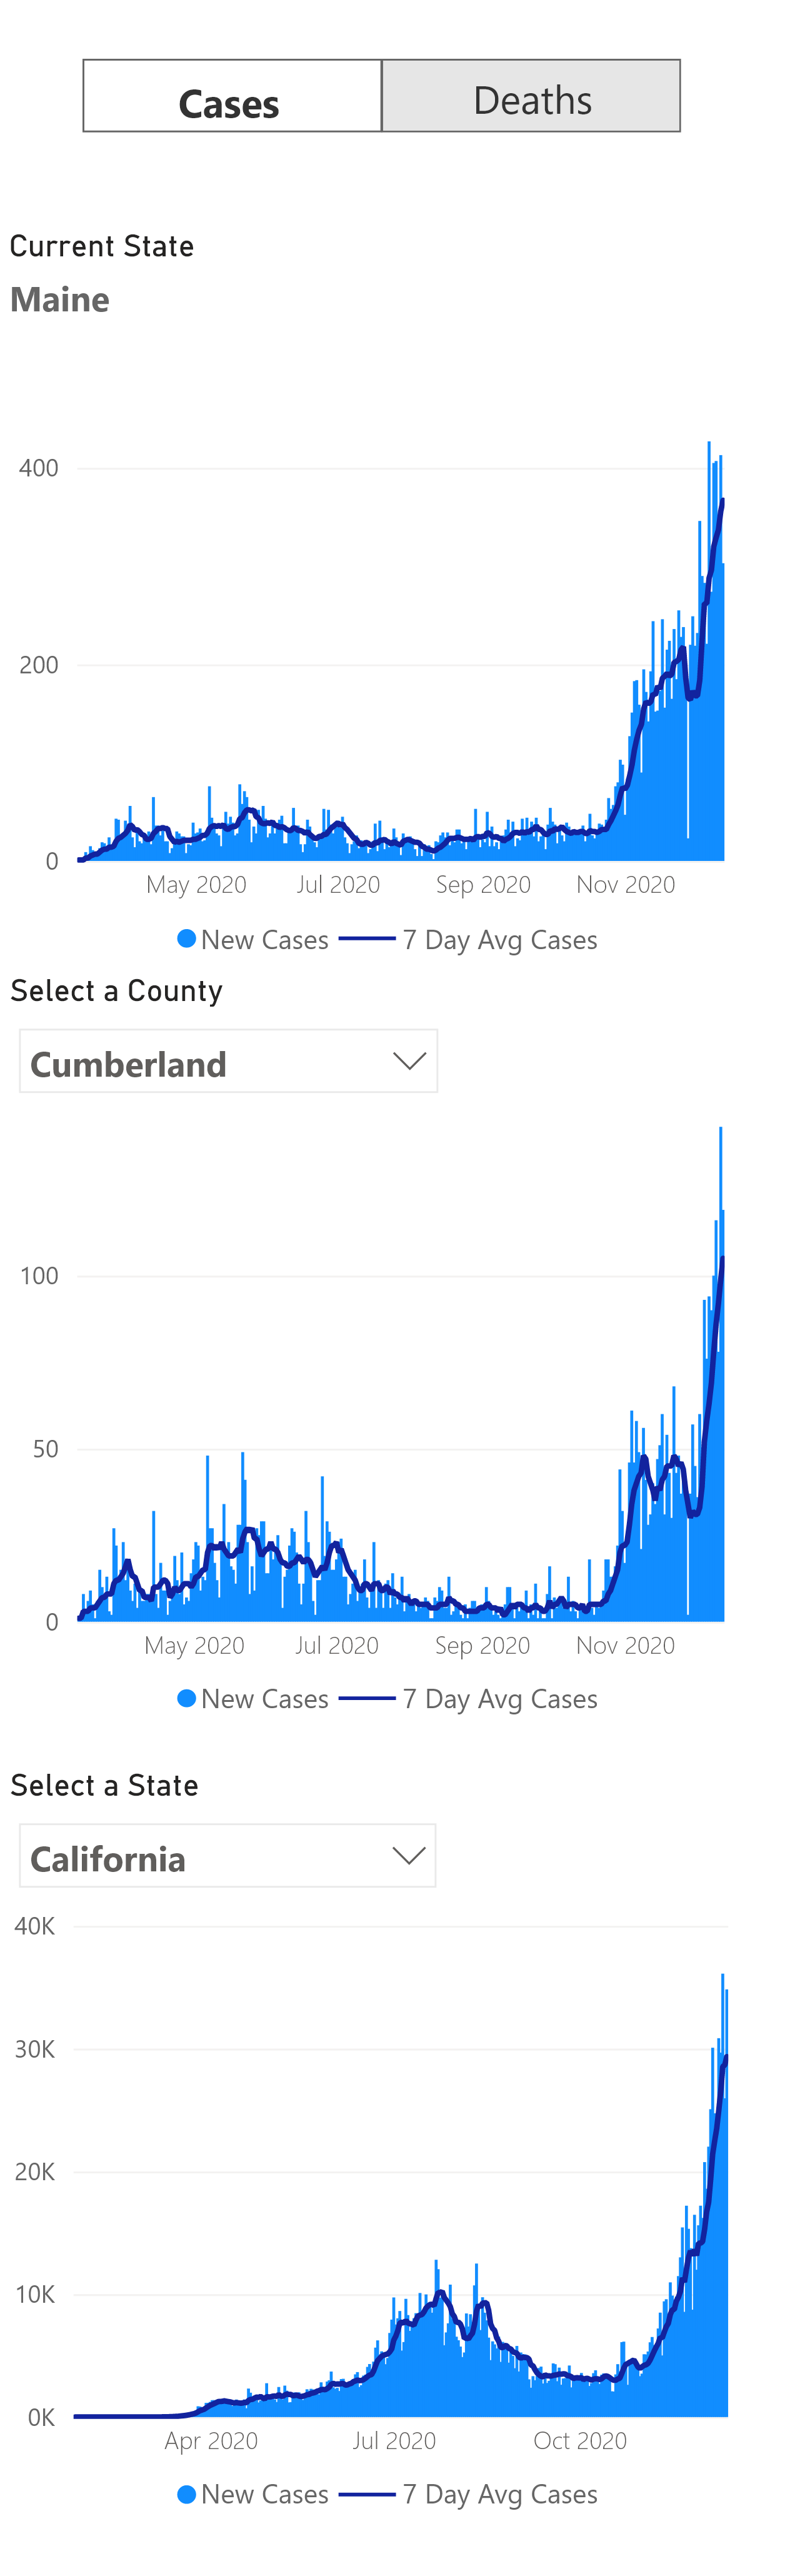 Cases Deaths
Current State
Maine
400
200
0
May 2020 Jul 2020 Sep 2020 Nov 2020
New Cases 7 Day Avg Cases
Select a County
Cumberland
100
50
0
May 2020 Jul 2020 Sep 2020 Nov 2020
New Cases 7 Day Avg Cases
Select a State
California
40K
30K
20K
10K
0K
Apr 2020 Jul 2020 Oct 2020
New Cases 7 Day Avg Cases